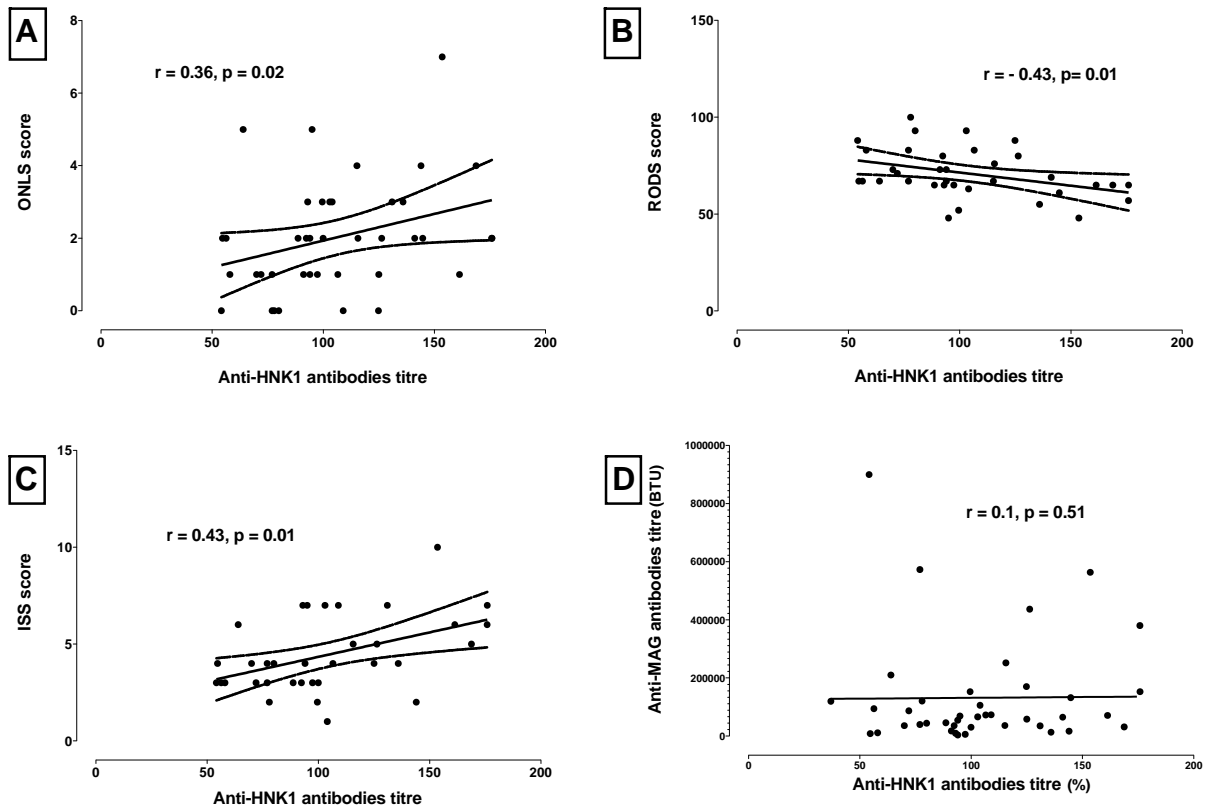 A
r = 0.36, p = 0.02
ONLS score
8
6
4
2
0
0 50 100 150 200
Anti-HNK1 antibodies titre
B
r = - 0.43, p= 0.01
RODS score
150
100
50
0
0 50 100 150 200
Anti-HNK1 antibodies titre
C
r = 0.43, p = 0.01
ISS score
15
10
5
0
0 50 100 150 200
Anti-HNK1 antibodies titre
D
r = 0.1, p = 0.51
Anti-MAG antibodies titre (BTU)
1000000
800000
600000
400000
200000
0
0 50 100 150 200
Anti-HNK1 antibodies titre (%)